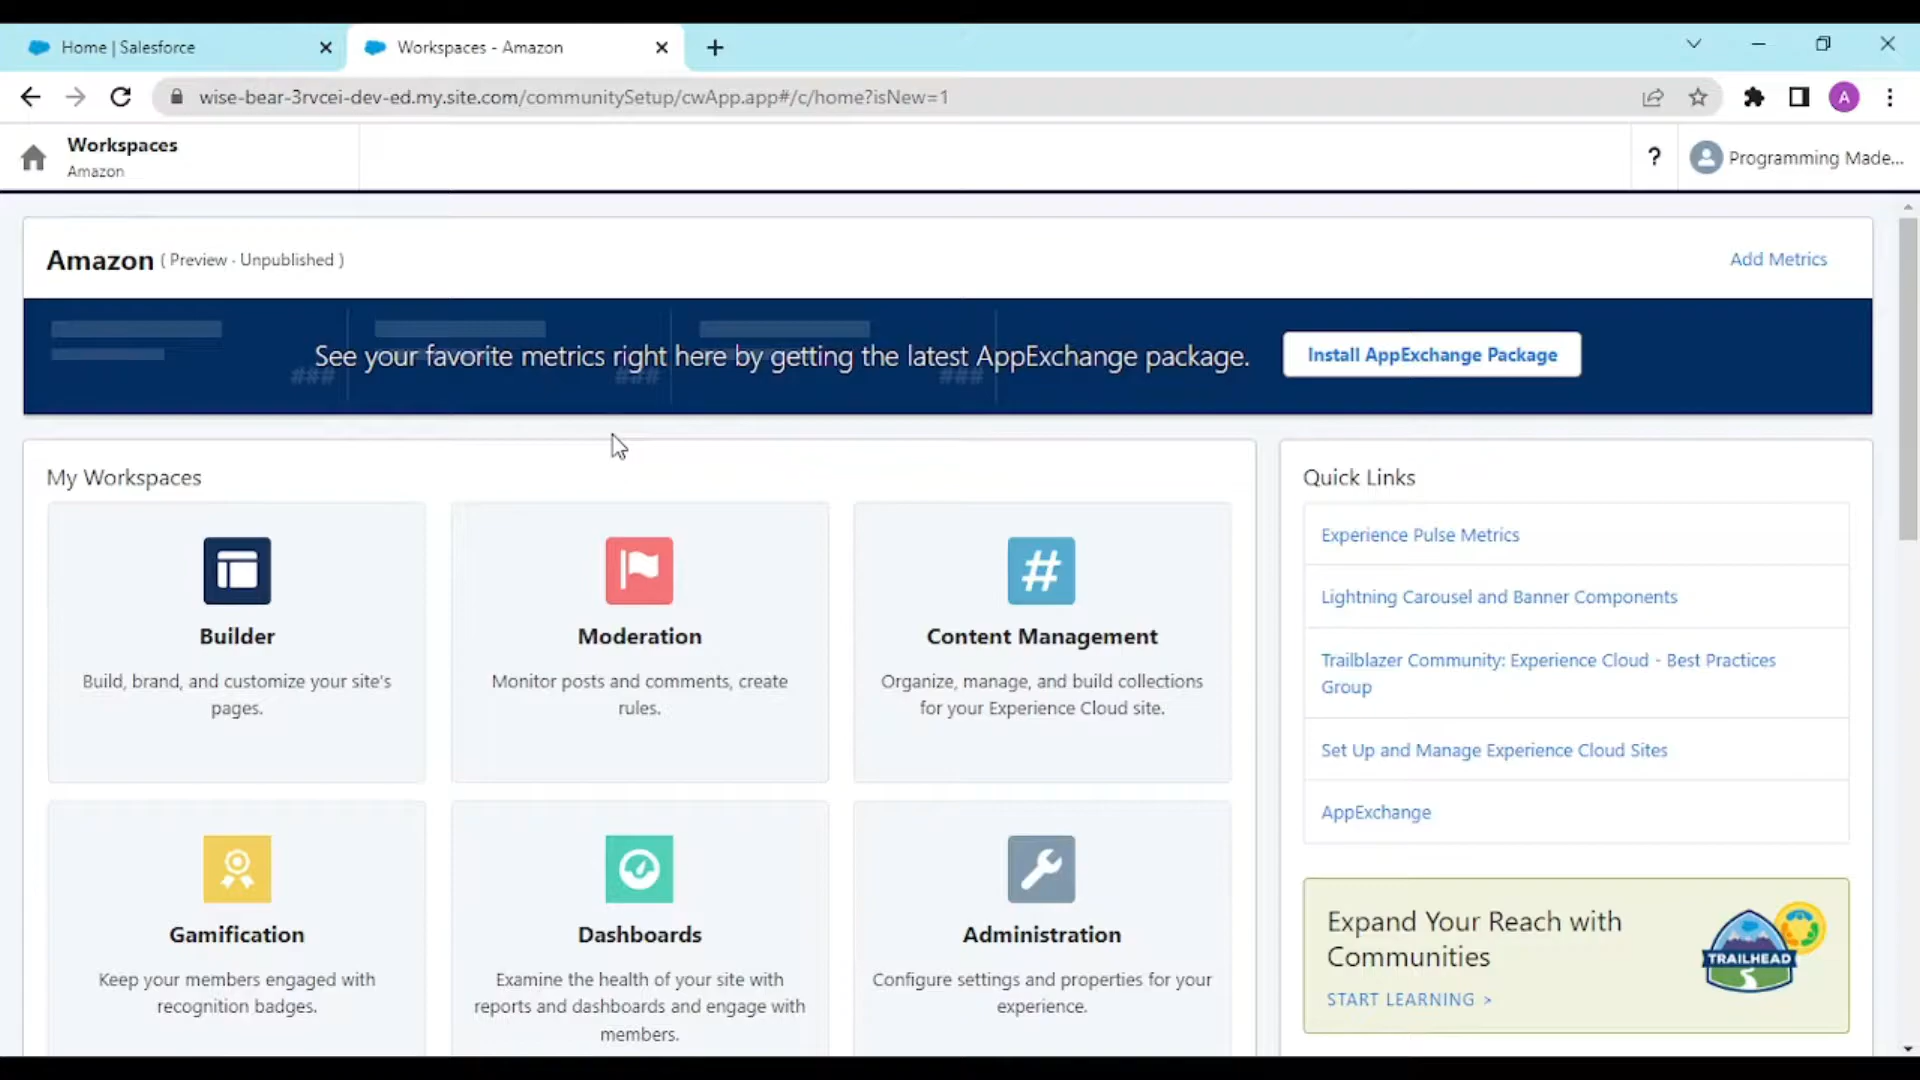 Home | Salesforce
Workspaces - Amazon
wise-bear-3rvcei-dev-ed.my.site.com/communitySetup/cwApp.app#/c/home?isNew=1
A
Workspaces
Amazon
?
Programming Made...
Amazon ( Preview · Unpublished )
Add Metrics
### ### ###
See your favorite metrics right here by getting the latest AppExchange package.
Install AppExchange Package
My Workspaces
Builder
Build, brand, and customize your site's
pages.
Moderation
Monitor posts and comments, create
rules.
#
Content Management
Organize, manage, and build collections
for your Experience Cloud site.
Gamification
Keep your members engaged with
recognition badges.
Dashboards
Examine the health of your site with
reports and dashboards and engage with
members.
Administration
Configure settings and properties for your
experience.
Quick Links
Experience Pulse Metrics
Lightning Carousel and Banner Components
Trailblazer Community: Experience Cloud - Best Practices
Group
Set Up and Manage Experience Cloud Sites
AppExchange
Expand Your Reach with
Communities
START LEARNING >
TRAILHEAD